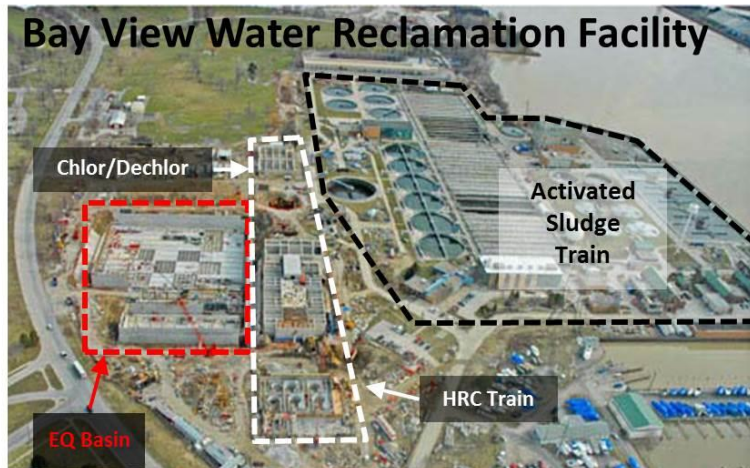 Bay View Water Reclamation Facility
Chlor/Dechlor
Activated
Sludge
Train
HRC Train
EQ Basin